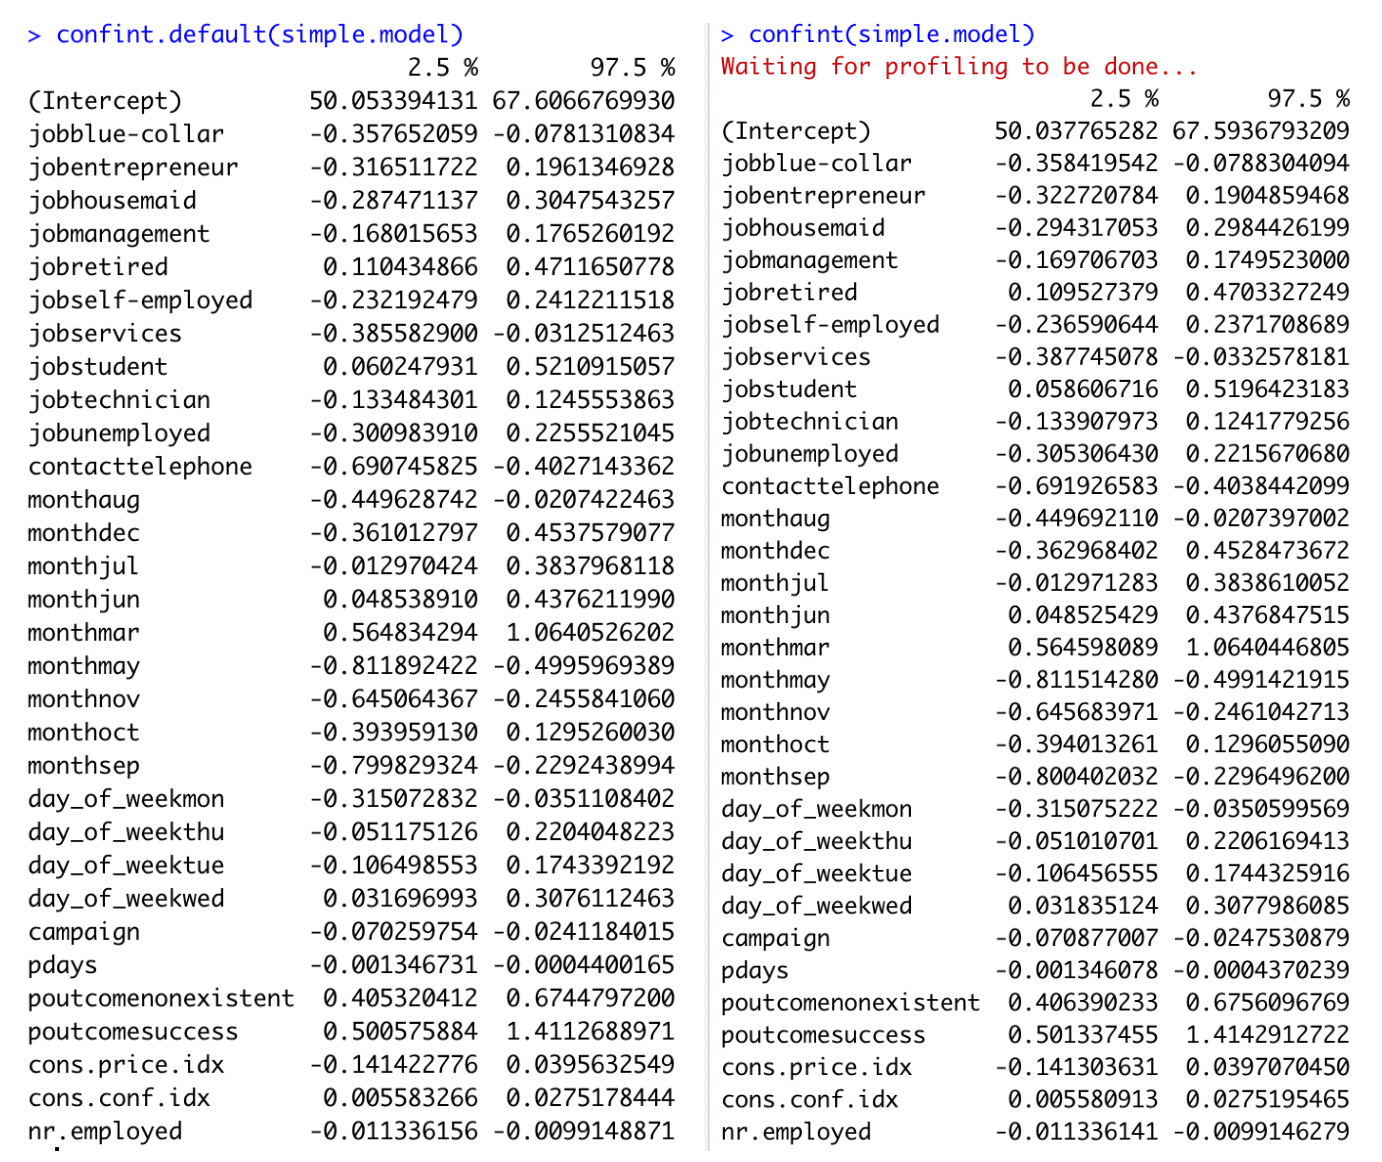 > confint.default(simple.model)
2.5 % 97.5 %
(Intercept) 50.053394131 67.6066769930
jobblue-collar -0.357652059 -0.0781310834
jobentrepreneur -0.316511722 0.1961346928
jobhousemaid -0.287471137 0.3047543257
jobmanagement -0.168015653 0.1765260192
jobretired 0.110434866 0.4711650778
jobself-employed -0.232192479 0.2412211518
jobservices -0.385582900 -0.0312512463
jobstudent 0.060247931 0.5210915057
jobtechnician -0.133484301 0.1245553863
jobunemployed -0.300983910 0.2255521045
contacttelephone -0.690745825 -0.4027143362
monthaug -0.449628742 -0.0207422463
monthdec -0.361012797 0.4537579077
monthjul -0.012970424 0.3837968118
monthjun 0.048538910 0.4376211990
monthmar 0.564834294 1.0640526202
monthmay -0.811892422 -0.4995969389
monthnov -0.645064367 -0.2455841060
monthoct -0.393959130 0.1295260030
monthsep -0.799829324 -0.2292438994
day_of_weekmon -0.315072832 -0.0351108402
day_of_weekthu -0.051175126 0.2204048223
day_of_weektue -0.106498553 0.1743392192
day_of_weekwed 0.031696993 0.3076112463
campaign -0.070259754 -0.0241184015
pdays -0.001346731 -0.0004400165
poutcomenonexistent 0.405320412 0.6744797200
poutcomesuccess 0.500575884 1.4112688971
cons.price.idx -0.141422776 0.0395632549
cons.conf.idx 0.005583266 0.0275178444
nr.employed -0.011336156 -0.0099148871
> confint(simple.model)
Waiting for profiling to be done...
2.5 % 97.5 %
(Intercept) 50.037765282 67.5936793209
jobblue-collar -0.358419542 -0.0788304094
jobentrepreneur -0.322720784 0.1904859468
jobhousemaid -0.294317053 0.2984426199
jobmanagement -0.169706703 0.1749523000
jobretired 0.109527379 0.4703327249
jobself-employed -0.236590644 0.2371708689
jobservices -0.387745078 -0.0332578181
jobstudent 0.058606716 0.5196423183
jobtechnician -0.133907973 0.1241779256
jobunemployed -0.305306430 0.2215670680
contacttelephone -0.691926583 -0.4038442099
monthaug -0.449692110 -0.0207397002
monthdec -0.362968402 0.4528473672
monthjul -0.012971283 0.3838610052
monthjun 0.048525429 0.4376847515
monthmar 0.564598089 1.0640446805
monthmay -0.811514280 -0.4991421915
monthnov -0.645683971 -0.2461042713
monthoct -0.394013261 0.1296055090
monthsep -0.800402032 -0.2296496200
day_of_weekmon -0.315075222 -0.0350599569
day_of_weekthu -0.051010701 0.2206169413
day_of_weektue -0.106456555 0.1744325916
day_of_weekwed 0.031835124 0.3077986085
campaign -0.070877007 -0.0247530879
pdays -0.001346078 -0.0004370239
poutcomenonexistent 0.406390233 0.6756096769
poutcomesuccess 0.501337455 1.4142912722
cons.price.idx -0.141303631 0.0397070450
cons.conf.idx 0.005580913 0.0275195465
nr.employed -0.011336141 -0.0099146279